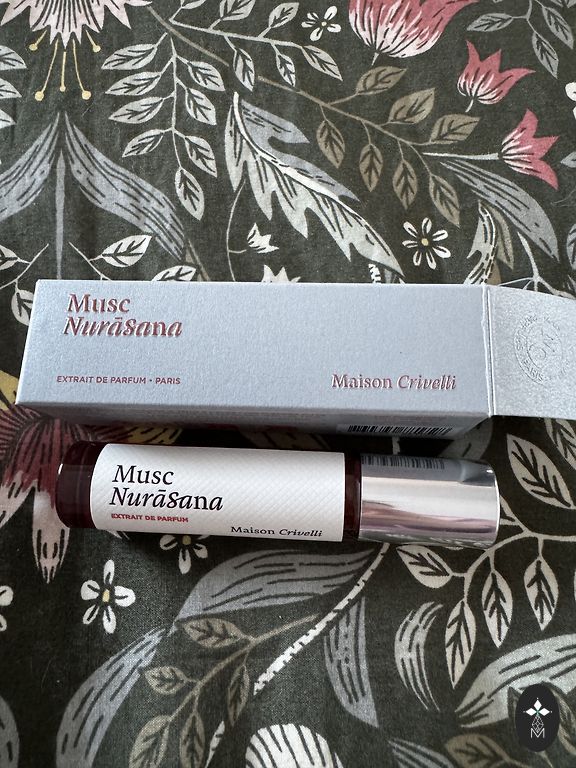 Musc
Nurāsana
EXTRAIT DE PARFUM • PARIS
Maison Crivelli
Musc
Nurāsana
EXTRAIT DE PARFUM
Maison Crivelli
M